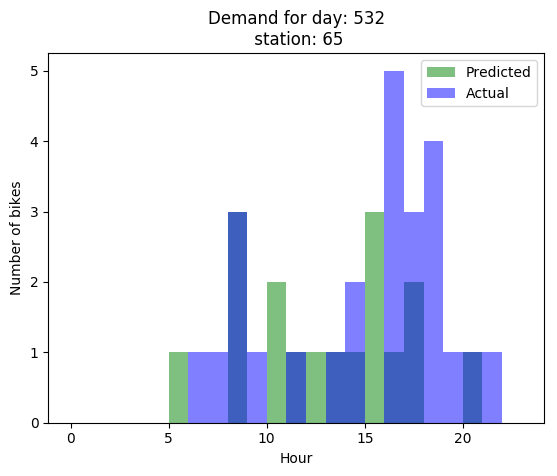 Demand for day: 532
station: 65
Predicted
Actual
Number of bikes
5
4
3
2
1
0
0 5 10 15 20
Hour